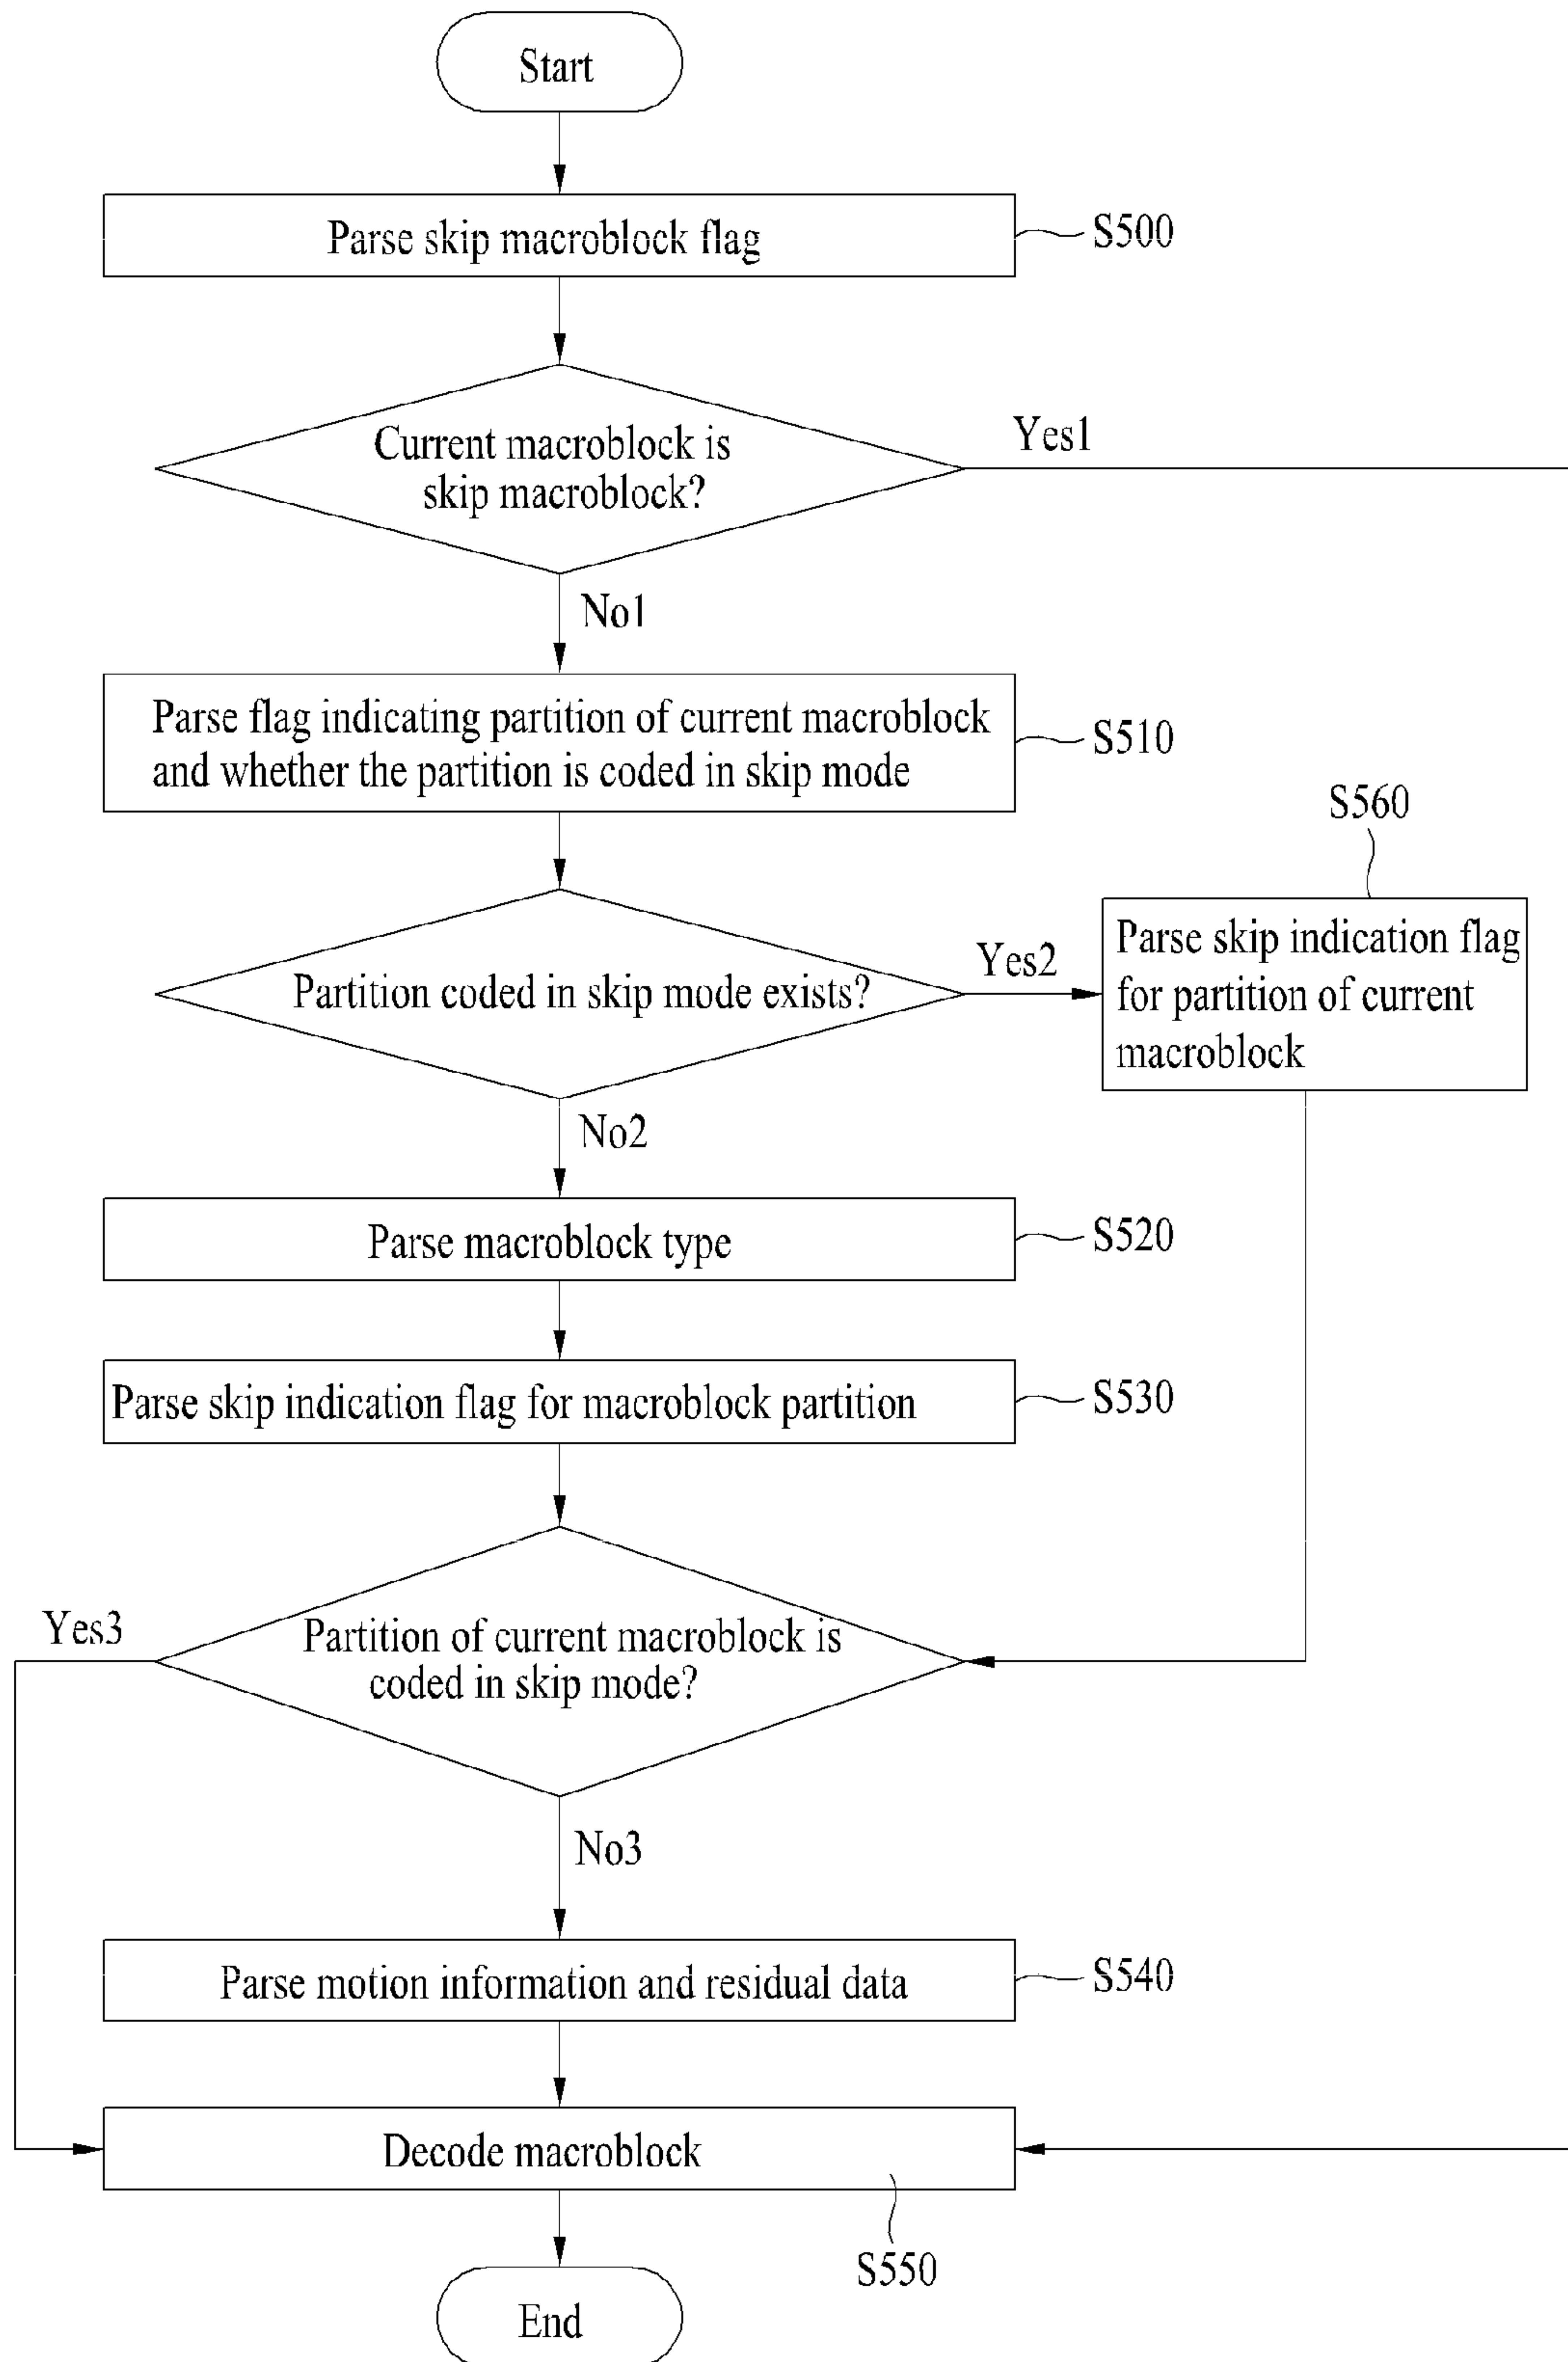 Start
Parse skip macroblock flag
S500
Current macroblock is
skip macroblock?
Yes1
No1
Parse flag indicating partition of current macroblock
and whether the partition is coded in skip mode
S510
S560
Partition coded in skip mode exists?
Yes2
Parse skip indication flag
for partition of current
macroblock
No2
Parse macroblock type
S520
Parse skip indication flag for macroblock partition
S530
Yes3
Partition of current macroblock is
coded in skip mode?
No3
Parse motion information and residual data
S540
Decode macroblock
S550
End